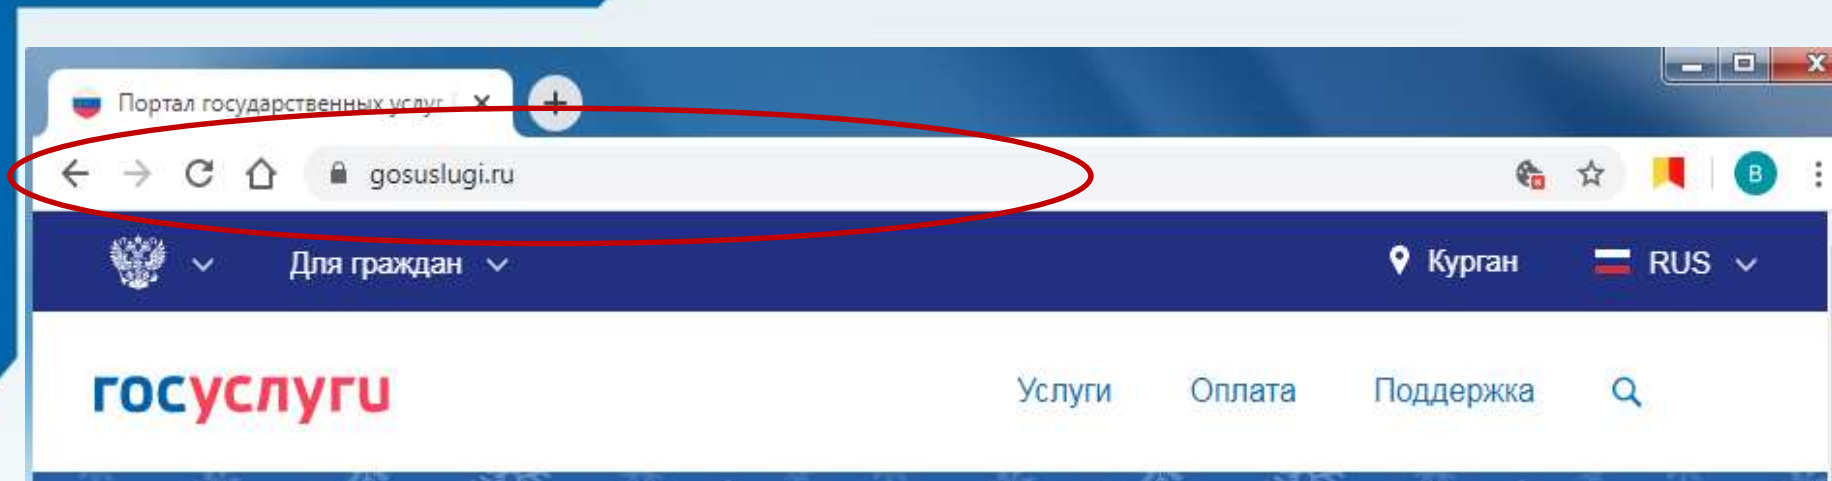 Портал государственных услуг
gosuslugi.ru
B
Для граждан
Курган
RUS
госуслуги
Услуги
Оплата
Поддержка